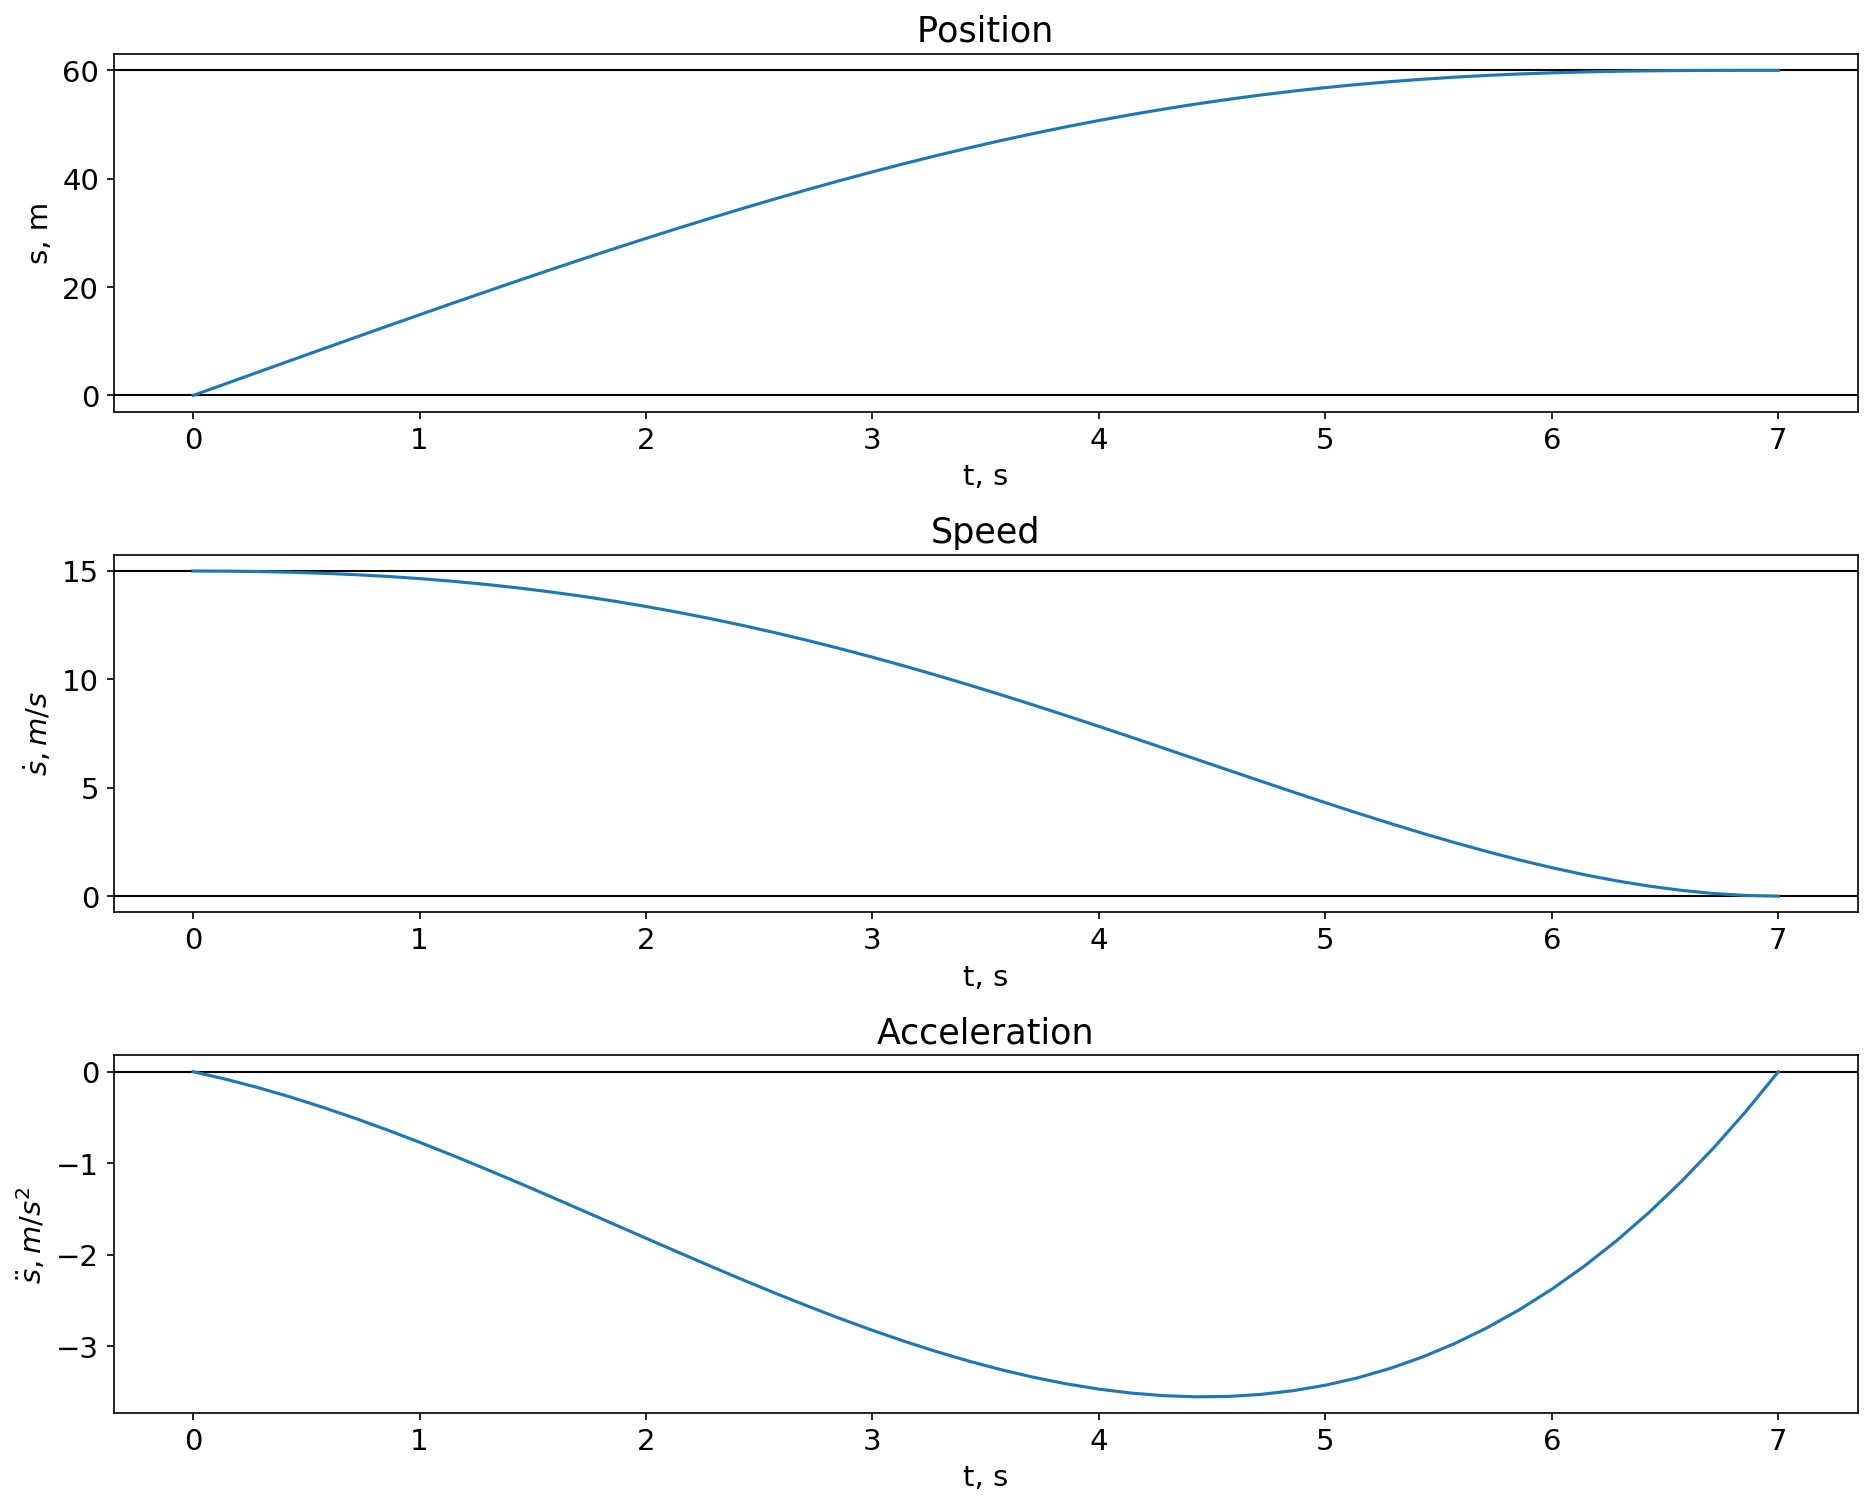 Position
s, m
60
40
20
0
0 1 2 3 4 5 6 7
t, s
Speed
ṡ, m/s
15
10
5
0
0 1 2 3 4 5 6 7
t, s
Acceleration
s̈, m/s²
0
−1
−2
−3
0 1 2 3 4 5 6 7
t, s